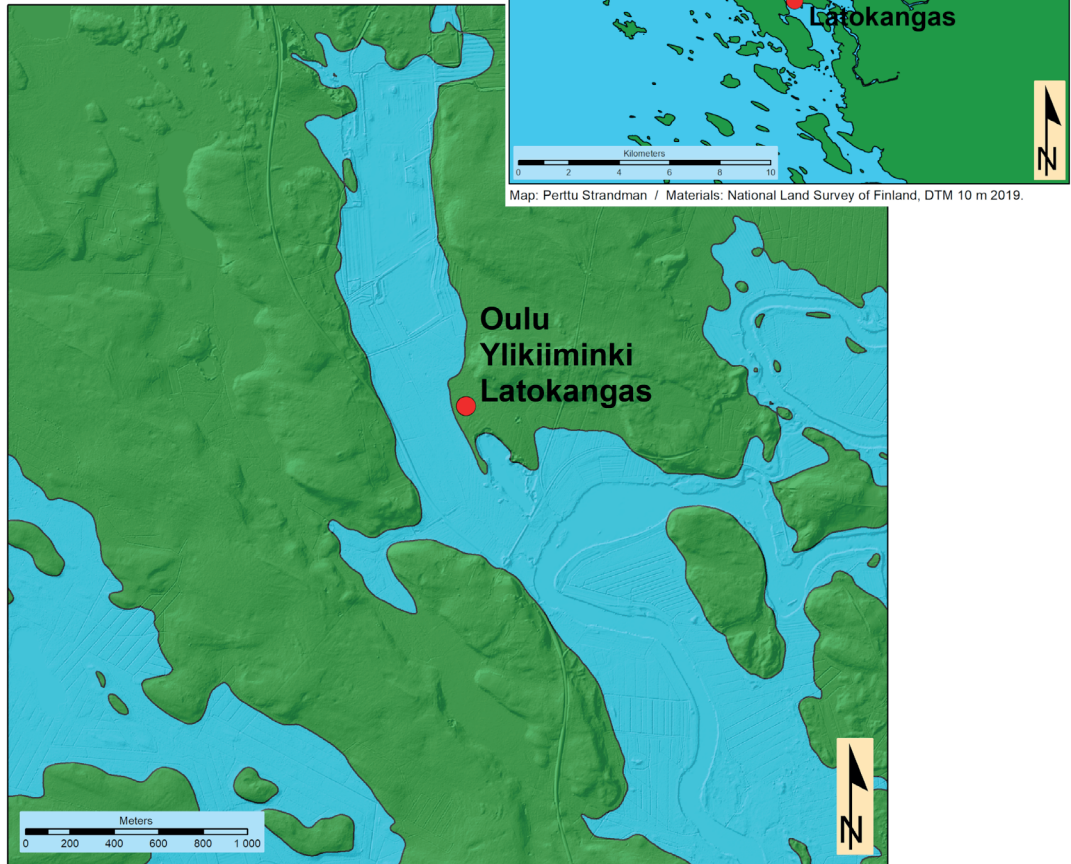 Latokangas
Kilometers
0 2 4 6 8 10
N
Map: Perttu Strandman / Materials: National Land Survey of Finland, DTM 10 m 2019.
Oulu
Ylikiiminki
Latokangas
Meters
0 200 400 600 800 1 000
N